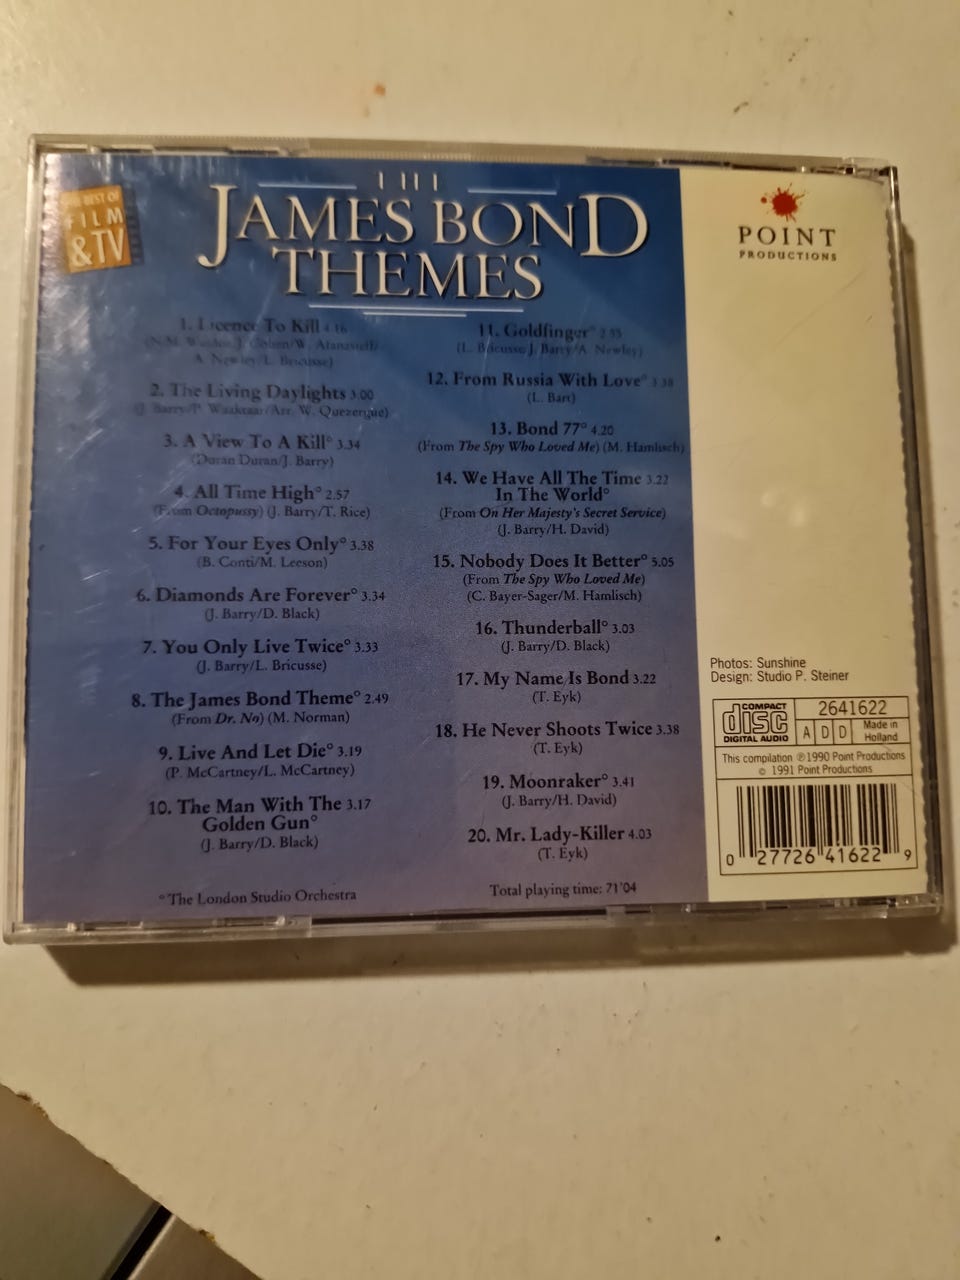 THE BEST OF
FILM
& TV
THE
JAMES BOND
THEMES
1. Licence To Kill 4.16
(N.M. Walden/J. Cohen/W. Afanasieff/
A. Newley/L. Bricusse)
2. The Living Daylights 3.00
(J. Barry/P. Waaktaar/Arr. W. Quezergue)
3. A View To A Kill° 3.34
(Duran Duran/J. Barry)
4. All Time High° 2.57
(From Octopussy) (J. Barry/T. Rice)
5. For Your Eyes Only° 3.38
(B. Conti/M. Leeson)
6. Diamonds Are Forever° 3.34
(J. Barry/D. Black)
7. You Only Live Twice° 3.33
(J. Barry/L. Bricusse)
8. The James Bond Theme° 2.49
(From Dr. No) (M. Norman)
9. Live And Let Die° 3.19
(P. McCartney/L. McCartney)
10. The Man With The 3.17
Golden Gun°
(J. Barry/D. Black)
° The London Studio Orchestra
11. Goldfinger°
(L. Bricusse/J. Barry/A. Newley)
12. From Russia With Love° 3.38
(L. Bart)
13. Bond 77° 4.20
(From The Spy Who Loved Me) (M. Hamlisch)
14. We Have All The Time 3.22
In The World°
(From On Her Majesty's Secret Service)
(J. Barry/H. David)
15. Nobody Does It Better° 5.05
(From The Spy Who Loved Me)
(C. Bayer-Sager/M. Hamlisch)
16. Thunderball° 3.03
(J. Barry/D. Black)
17. My Name Is Bond 3.22
(T. Eyk)
18. He Never Shoots Twice 3.38
(T. Eyk)
19. Moonraker° 3.41
(J. Barry/H. David)
20. Mr. Lady-Killer 4.03
(T. Eyk)
Total playing time: 71'04
POINT
PRODUCTIONS
Photos: Sunshine
Design: Studio P. Steiner
COMPACT
disc
DIGITAL AUDIO
2641622
A D D
Made in
Holland
This compilation ℗ 1990 Point Productions
© 1991 Point Productions
0 27726 41622 9